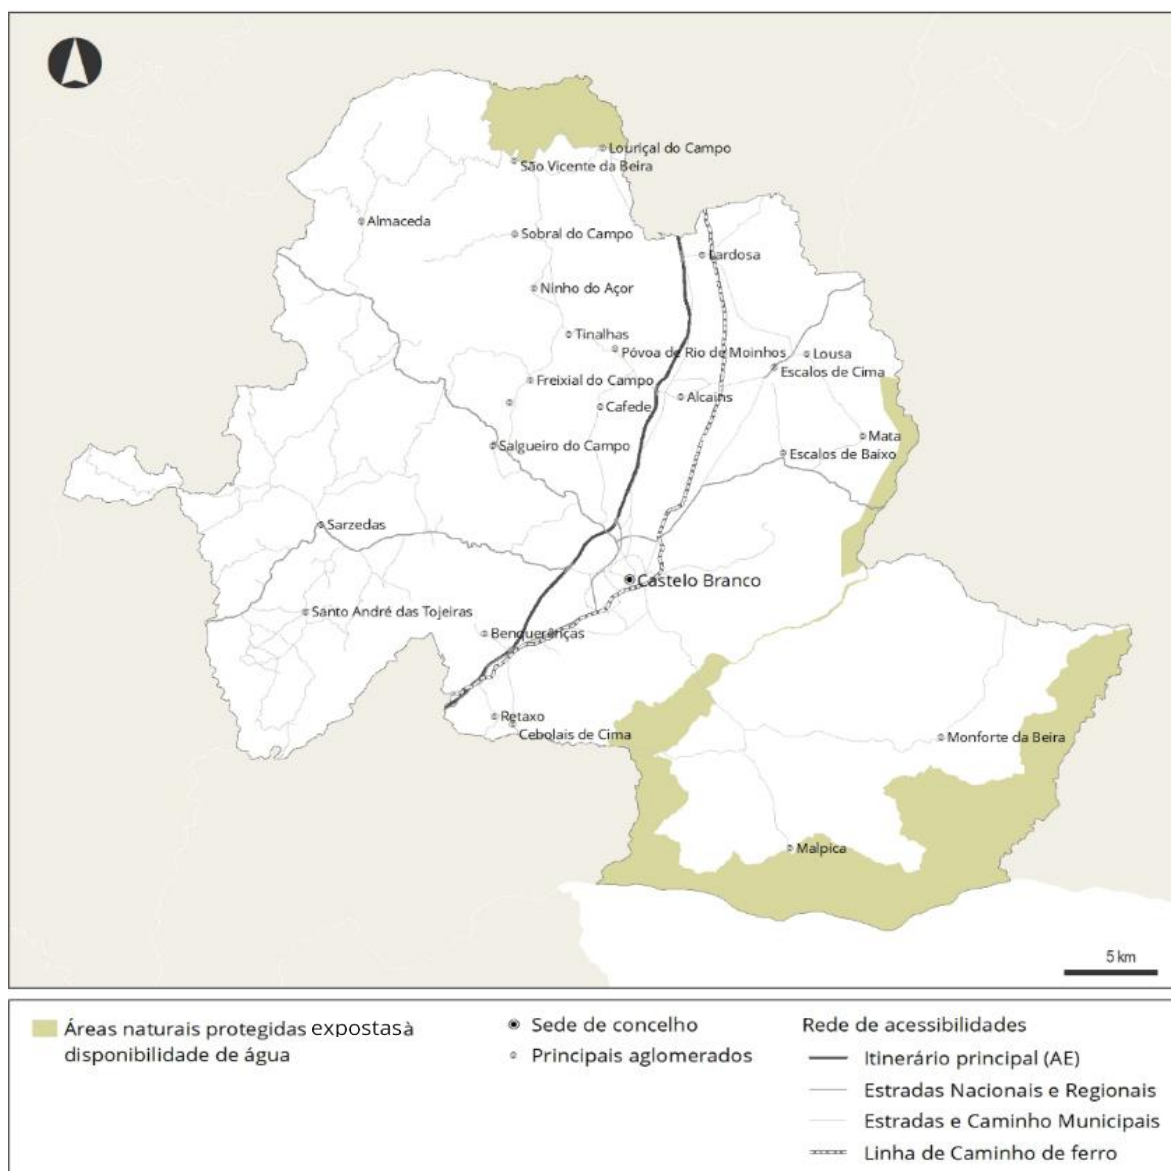 Louriçal do Campo
São Vicente da Beira
Almaceda
Sobral do Campo
Lardosa
Ninho do Açor
Tinalhas
Póvoa de Rio de Moinhos
Lousa
Escalos de Cima
Freixial do Campo
Alcains
Cafede
Mata
Salgueiro do Campo
Escalos de Baixo
Sarzedas
Castelo Branco
Santo André das Tojeiras
Benquerênças
Retaxo
Cebolais de Cima
Monforte da Beira
Malpica
5 km
Áreas naturais protegidas expostas à
disponibilidade de água
Sede de concelho
Principais aglomerados
Rede de acessibilidades
Itinerário principal (AE)
Estradas Nacionais e Regionais
Estradas e Caminho Municipais
Linha de Caminho de ferro